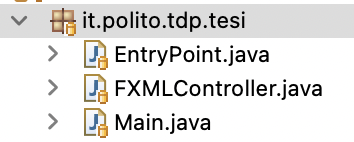 it.polito.tdp.tesi
EntryPoint.java
FXMLController.java
Main.java